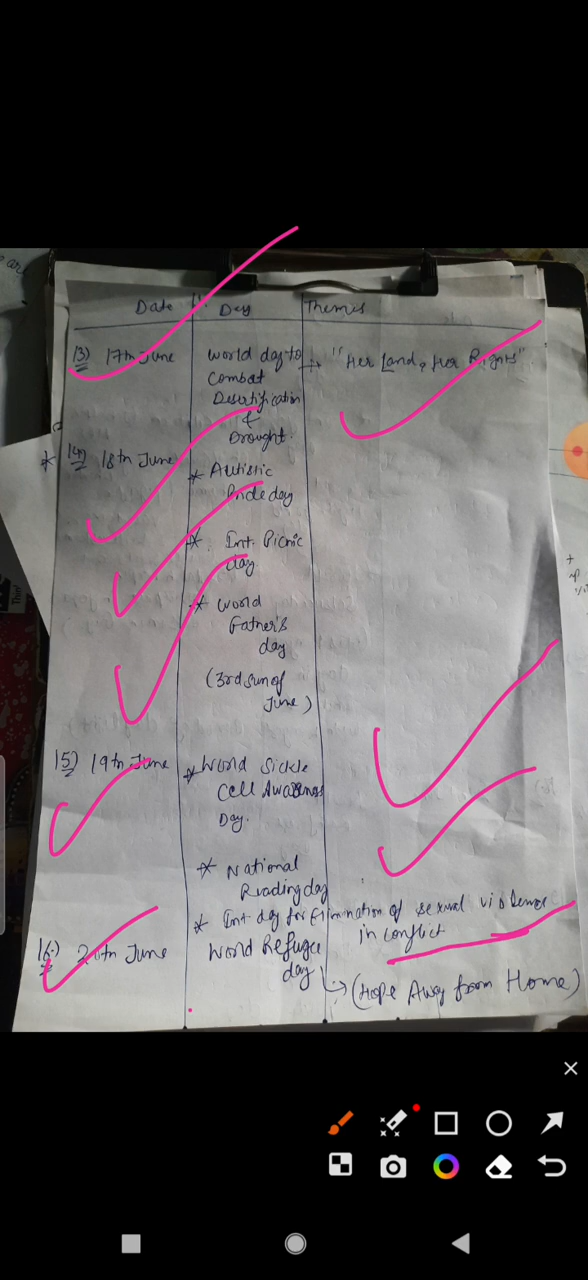 Date Day Themes
13) 17th June World day to → "Her Land, Her Rights".
Combat
Desertification
&
Drought.
* 14) 18th June * Autistic
Pride day
* Int. Picnic
day
* World
Father's
day
(3rd sun of
June)
15) 19th June * World Sickle
Cell Awareness
Day.
* National
Reading day
* Int day for Elimination of sexual violence
in conflict
16.) 20th June World Refugee
day → (Hope Away from Home)